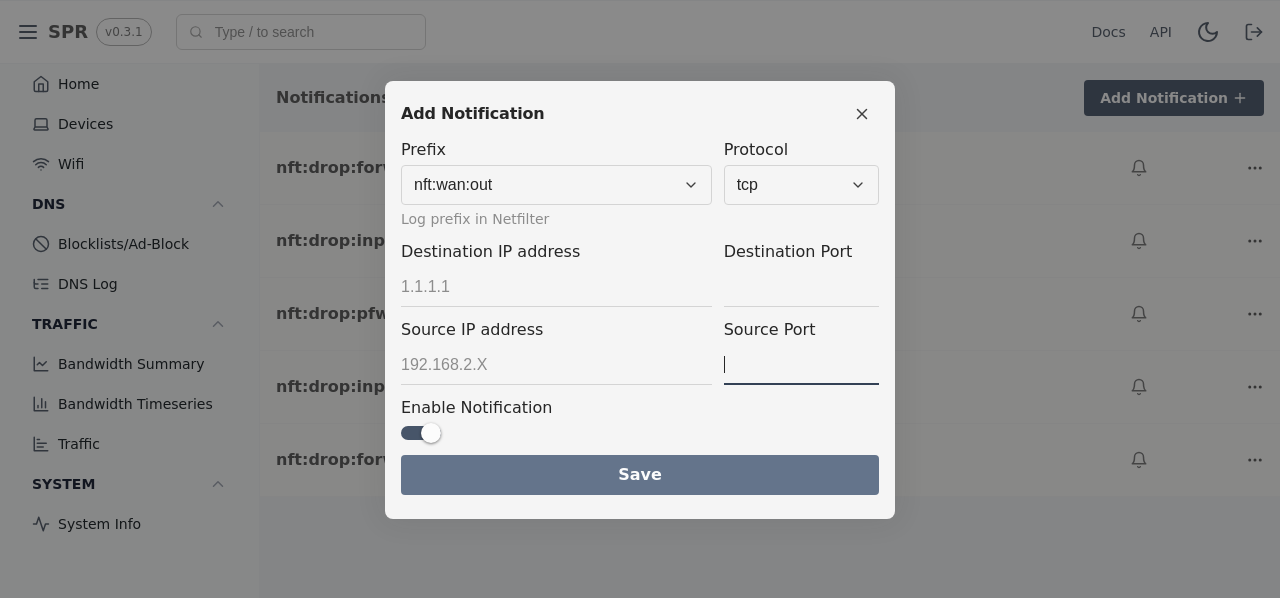 SPR v0.3.1 Type / to search Docs API
Home
Devices
Wifi
DNS
Blocklists/Ad-Block
DNS Log
TRAFFIC
Bandwidth Summary
Bandwidth Timeseries
Traffic
SYSTEM
System Info
Notifications Add Notification +
nft:drop:for
nft:drop:inp
nft:drop:pfw
nft:drop:inp
nft:drop:for
Add Notification
Prefix Protocol
nft:wan:out tcp
Log prefix in Netfilter
Destination IP address Destination Port
1.1.1.1
Source IP address Source Port
192.168.2.X
Enable Notification
Save